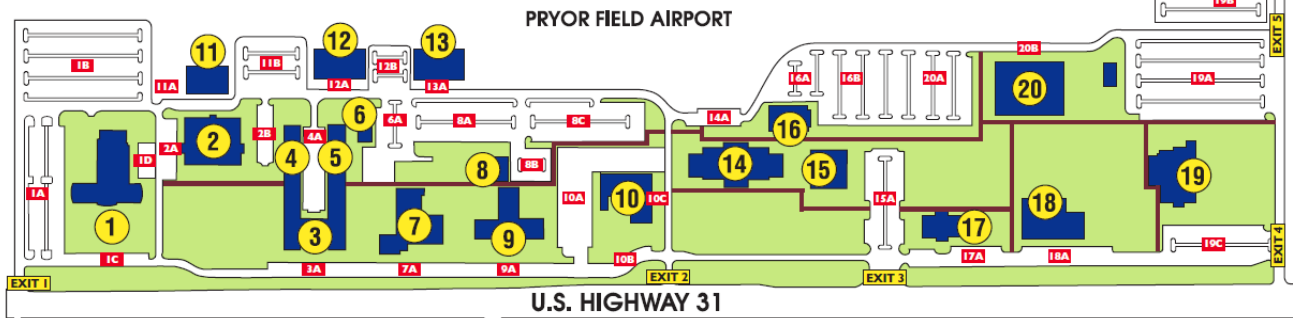 PRYOR FIELD AIRPORT
19B
EXIT 5
11
12
13
20B
1B
11B
12B
11A
12A
13A
16A
16B
20A
19A
20
6
6A
8A
8C
14A
16
2
2A
2B
4A
1D
4
5
8
8B
14
15
19
1A
10
10A
10C
15A
18
1
3
7
9
17
1C
3A
7A
9A
10B
17A
18A
19C
EXIT 4
EXIT 1
EXIT 2
EXIT 3
U.S. HIGHWAY 31